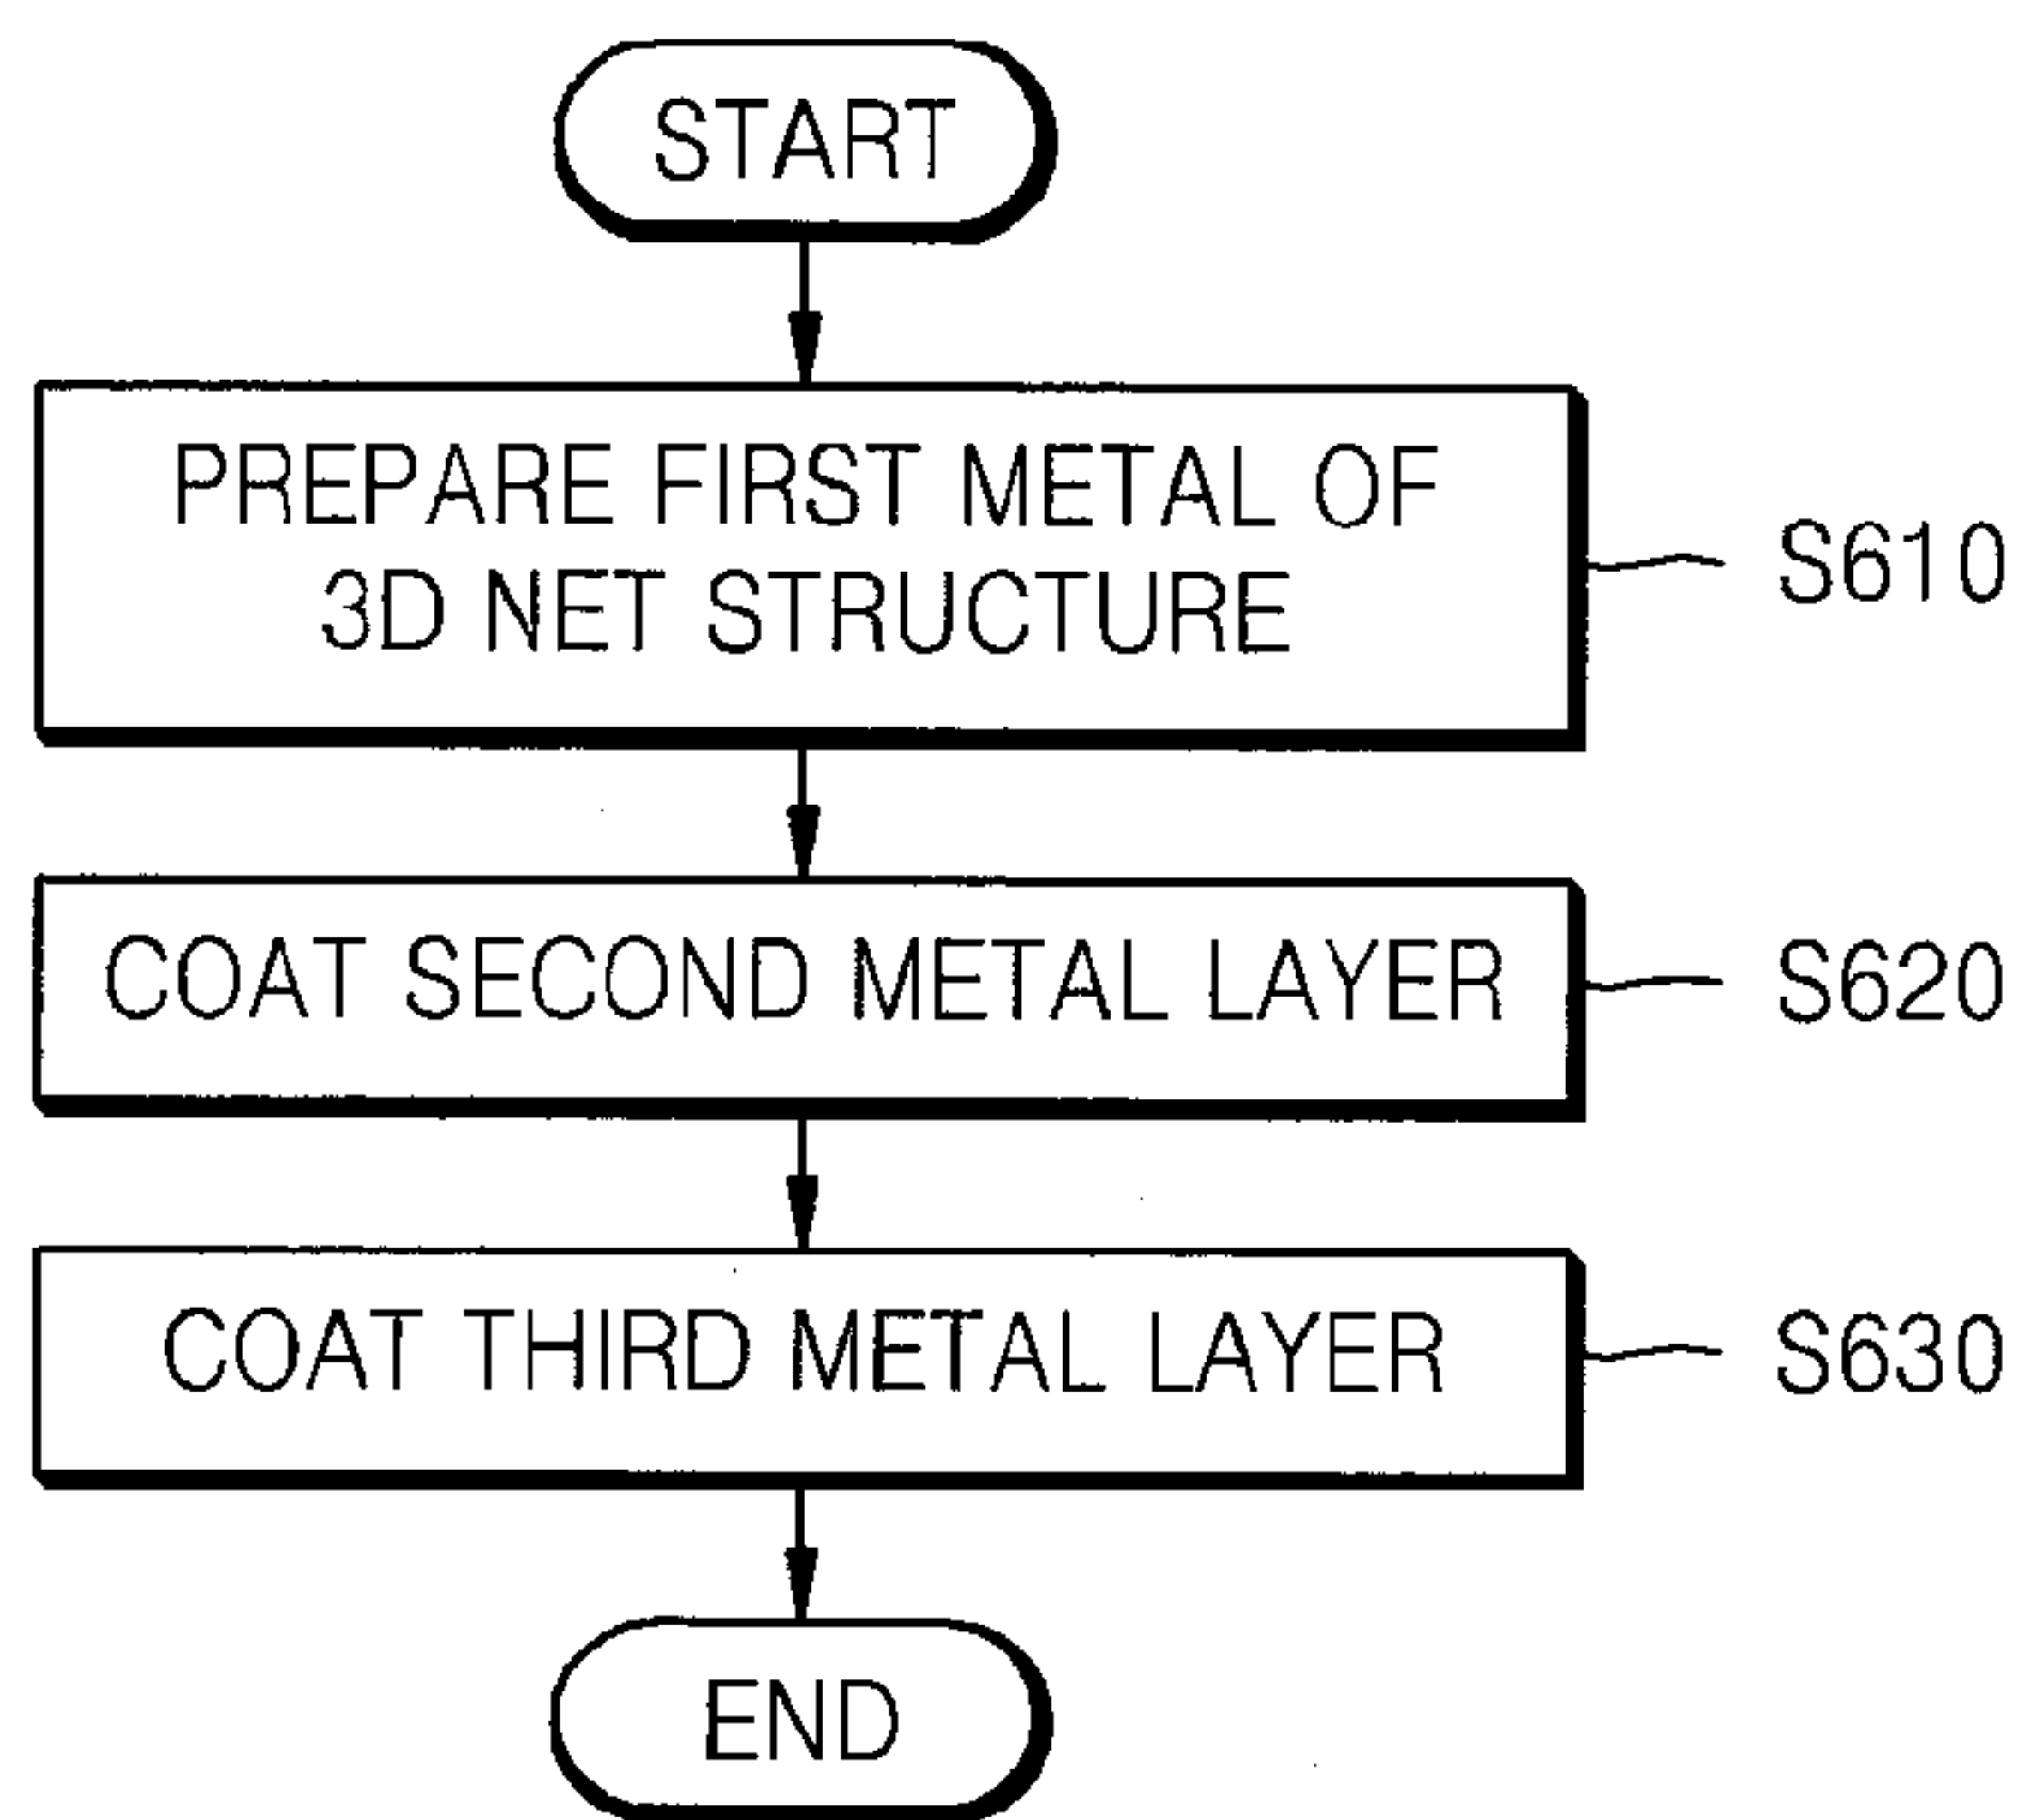 START
PREPARE FIRST METAL OF
3D NET STRUCTURE
S610
COAT SECOND METAL LAYER
S620
COAT THIRD METAL LAYER
S630
END